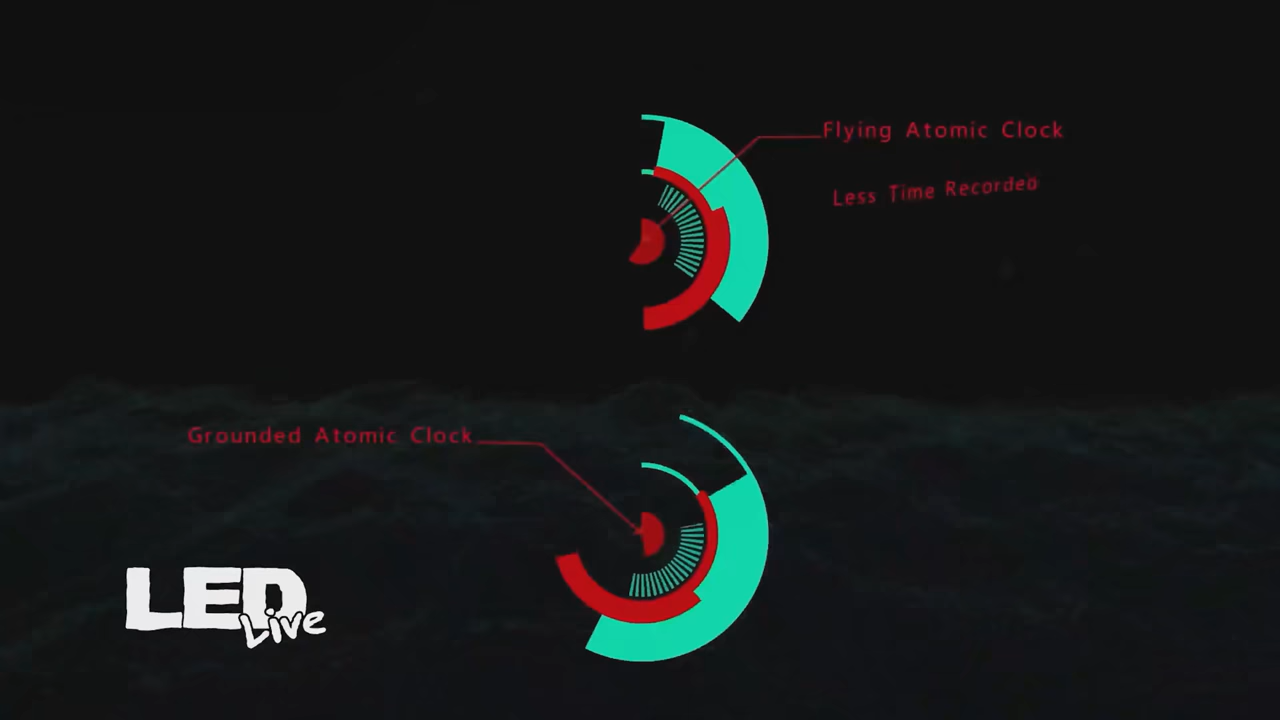 Flying Atomic Clock
Less Time Recorded
Grounded Atomic Clock
LED
Live